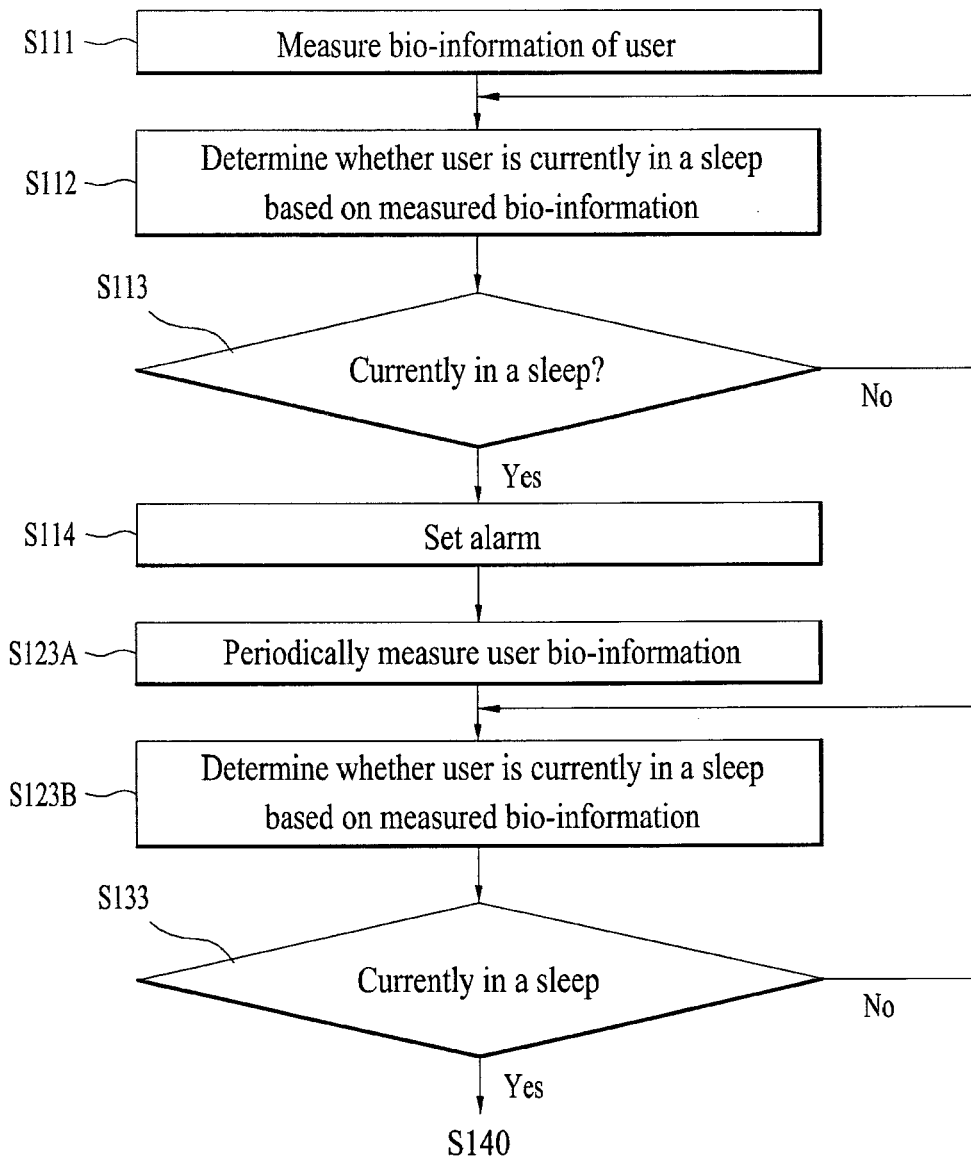 S111
Measure bio-information of user
S112
Determine whether user is currently in a sleep
based on measured bio-information
S113
Currently in a sleep?
No
Yes
S114
Set alarm
S123A
Periodically measure user bio-information
S123B
Determine whether user is currently in a sleep
based on measured bio-information
S133
Currently in a sleep
No
Yes
S140